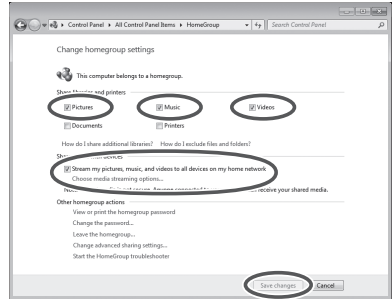 Control Panel ▸ All Control Panel Items ▸ HomeGroup
Search Control Panel
Change homegroup settings
This computer belongs to a homegroup.
Share libraries and printers
Pictures Music Videos
Documents Printers
How do I share additional libraries? How do I exclude files and folders?
Stream my pictures, music, and videos to all devices on my home network
Choose media streaming options...
receive your shared media.
Other homegroup actions
View or print the homegroup password
Change the password...
Leave the homegroup...
Change advanced sharing settings...
Start the HomeGroup troubleshooter
Save changes Cancel